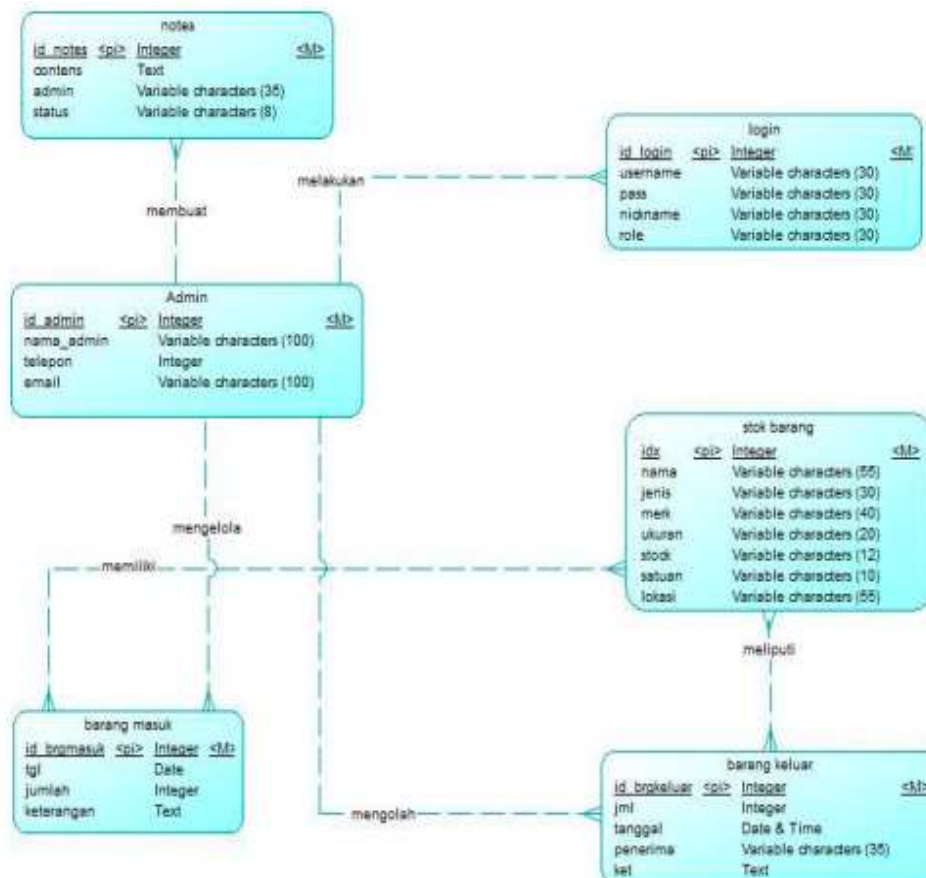 notes
id_notes <pi> Integer <M>
contens Text
admin Variable characters (35)
status Variable characters (8)
login
id_login <pi> Integer <M>
username Variable characters (30)
pass Variable characters (30)
nickname Variable characters (30)
role Variable characters (30)
melakukan
membuat
Admin
id_admin <pi> Integer <M>
nama_admin Variable characters (100)
telepon Integer
email Variable characters (100)
stok barang
idx <pi> Integer <M>
nama Variable characters (55)
jenis Variable characters (30)
merk Variable characters (40)
ukuran Variable characters (20)
stock Variable characters (12)
satuan Variable characters (10)
lokasi Variable characters (55)
mengelola
memiliki
meliputi
barang masuk
id_brgmasuk <pi> Integer <M>
tgl Date
jumlah Integer
keterangan Text
barang keluar
id_brgkeluar <pi> Integer <M>
jml Integer
tanggal Date & Time
penerima Variable characters (35)
ket Text
mengolah